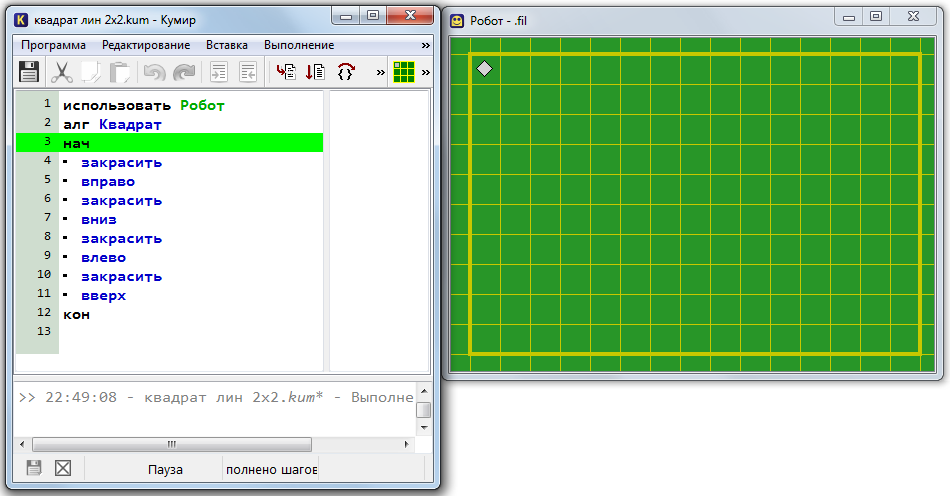 квадрат лин 2x2.kum - Кумир
Программа Редактирование Вставка Выполнение »
1 использовать Робот
2 алг Квадрат
3 нач
4 закрасить
5 вправо
6 закрасить
7 вниз
8 закрасить
9 влево
10 закрасить
11 вверх
12 кон
13
>> 22:49:08 - квадрат лин 2x2.kum* - Выполне
Пауза полнено шагов
Робот - .fil